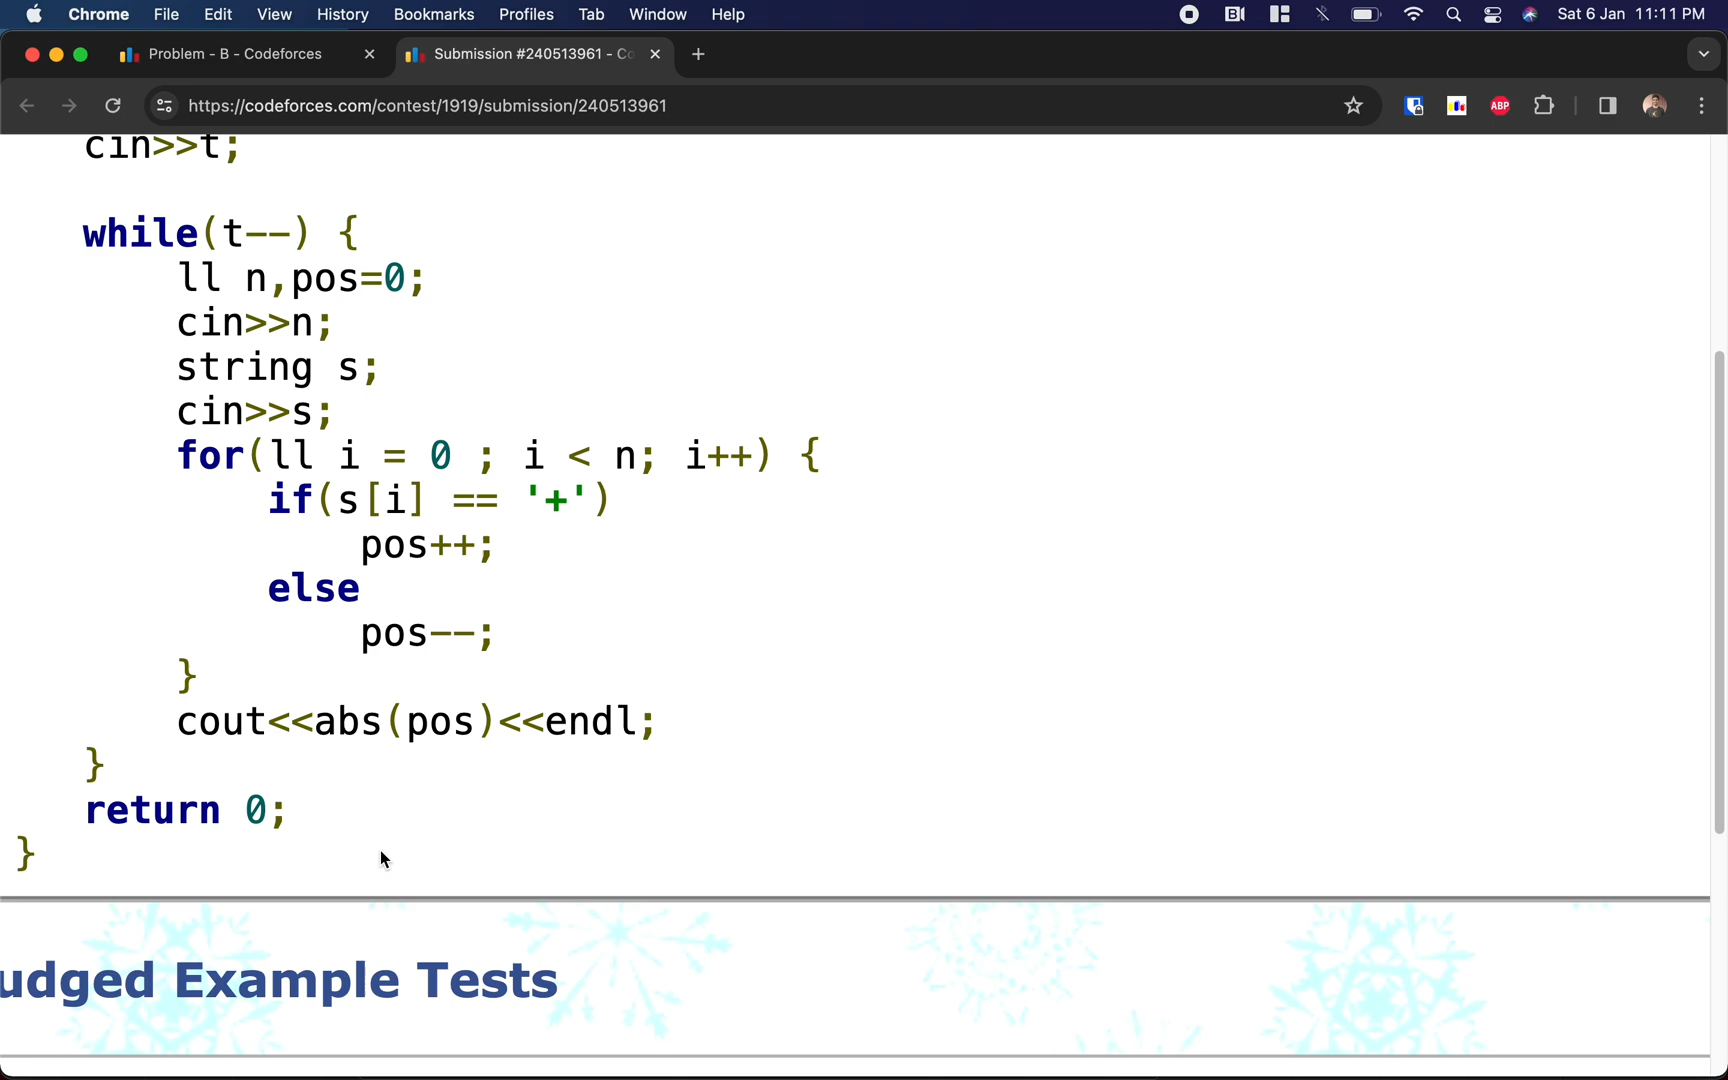 Chrome File Edit View History Bookmarks Profiles Tab Window Help Sat 6 Jan 11:11 PM
Problem - B - Codeforces Submission #240513961 - Co
https://codeforces.com/contest/1919/submission/240513961 ABP
cin>>t;
while(t--) {
ll n,pos=0;
cin>>n;
string s;
cin>>s;
for(ll i = 0 ; i < n; i++) {
if(s[i] == '+')
pos++;
else
pos--;
}
cout<<abs(pos)<<endl;
}
return 0;
}
udged Example Tests